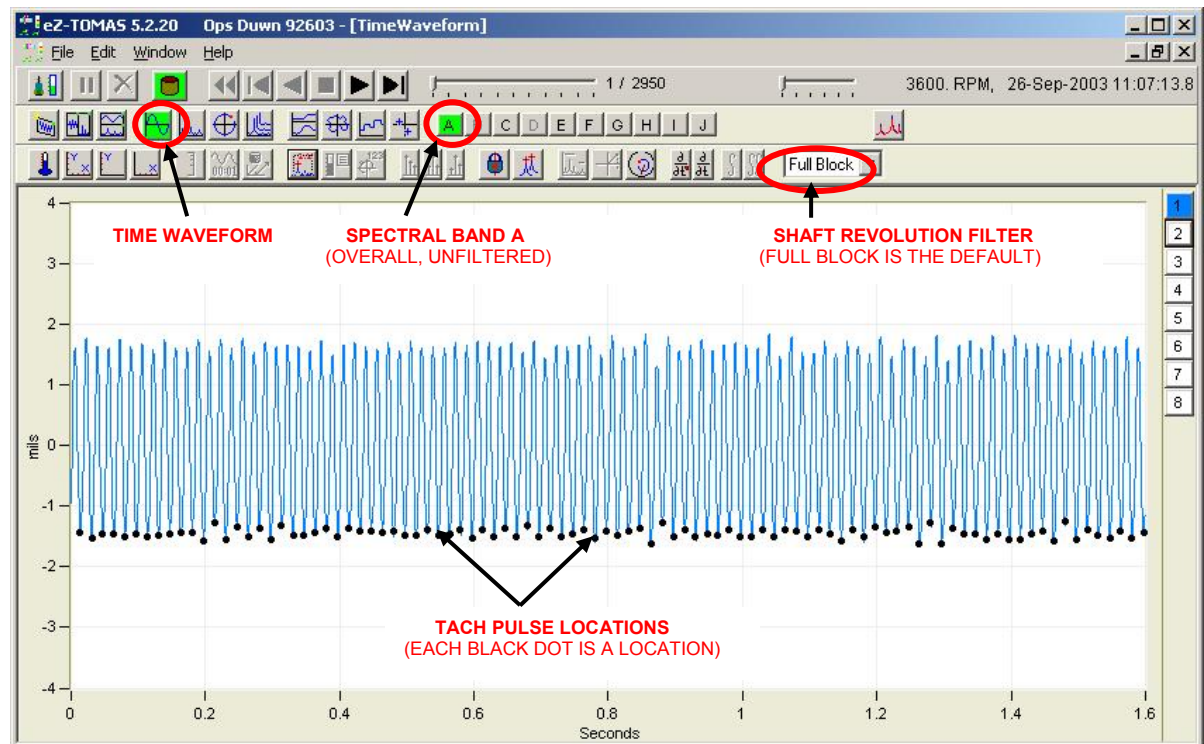 eZ-TOMAS 5.2.20 Ops Duwn 92603 - [TimeWaveform]
File Edit Window Help
1 / 2950 3600. RPM, 26-Sep-2003 11:07:13.8
A C D E F G H I J
Full Block
TIME WAVEFORM
SPECTRAL BAND A
(OVERALL, UNFILTERED)
SHAFT REVOLUTION FILTER
(FULL BLOCK IS THE DEFAULT)
1
2
3
4
5
6
7
8
4
3
2
1
0
-1
-2
-3
-4
mils
TACH PULSE LOCATIONS
(EACH BLACK DOT IS A LOCATION)
0 0.2 0.4 0.6 0.8 1 1.2 1.4 1.6
Seconds